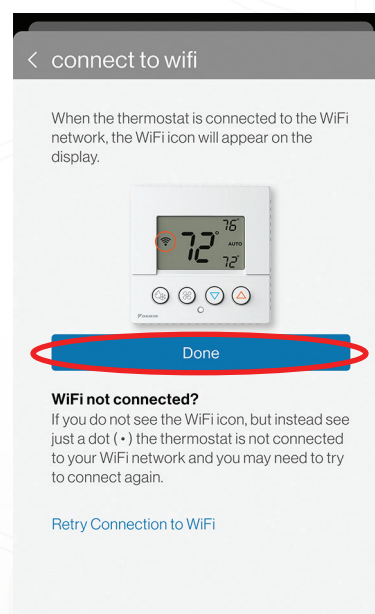 < connect to wifi
When the thermostat is connected to the WiFi
network, the WiFi icon will appear on the
display.
76°
72°
AUTO
72°
DAIKIN
Done
WiFi not connected?
If you do not see the WiFi icon, but instead see
just a dot (•) the thermostat is not connected
to your WiFi network and you may need to try
to connect again.
Retry Connection to WiFi